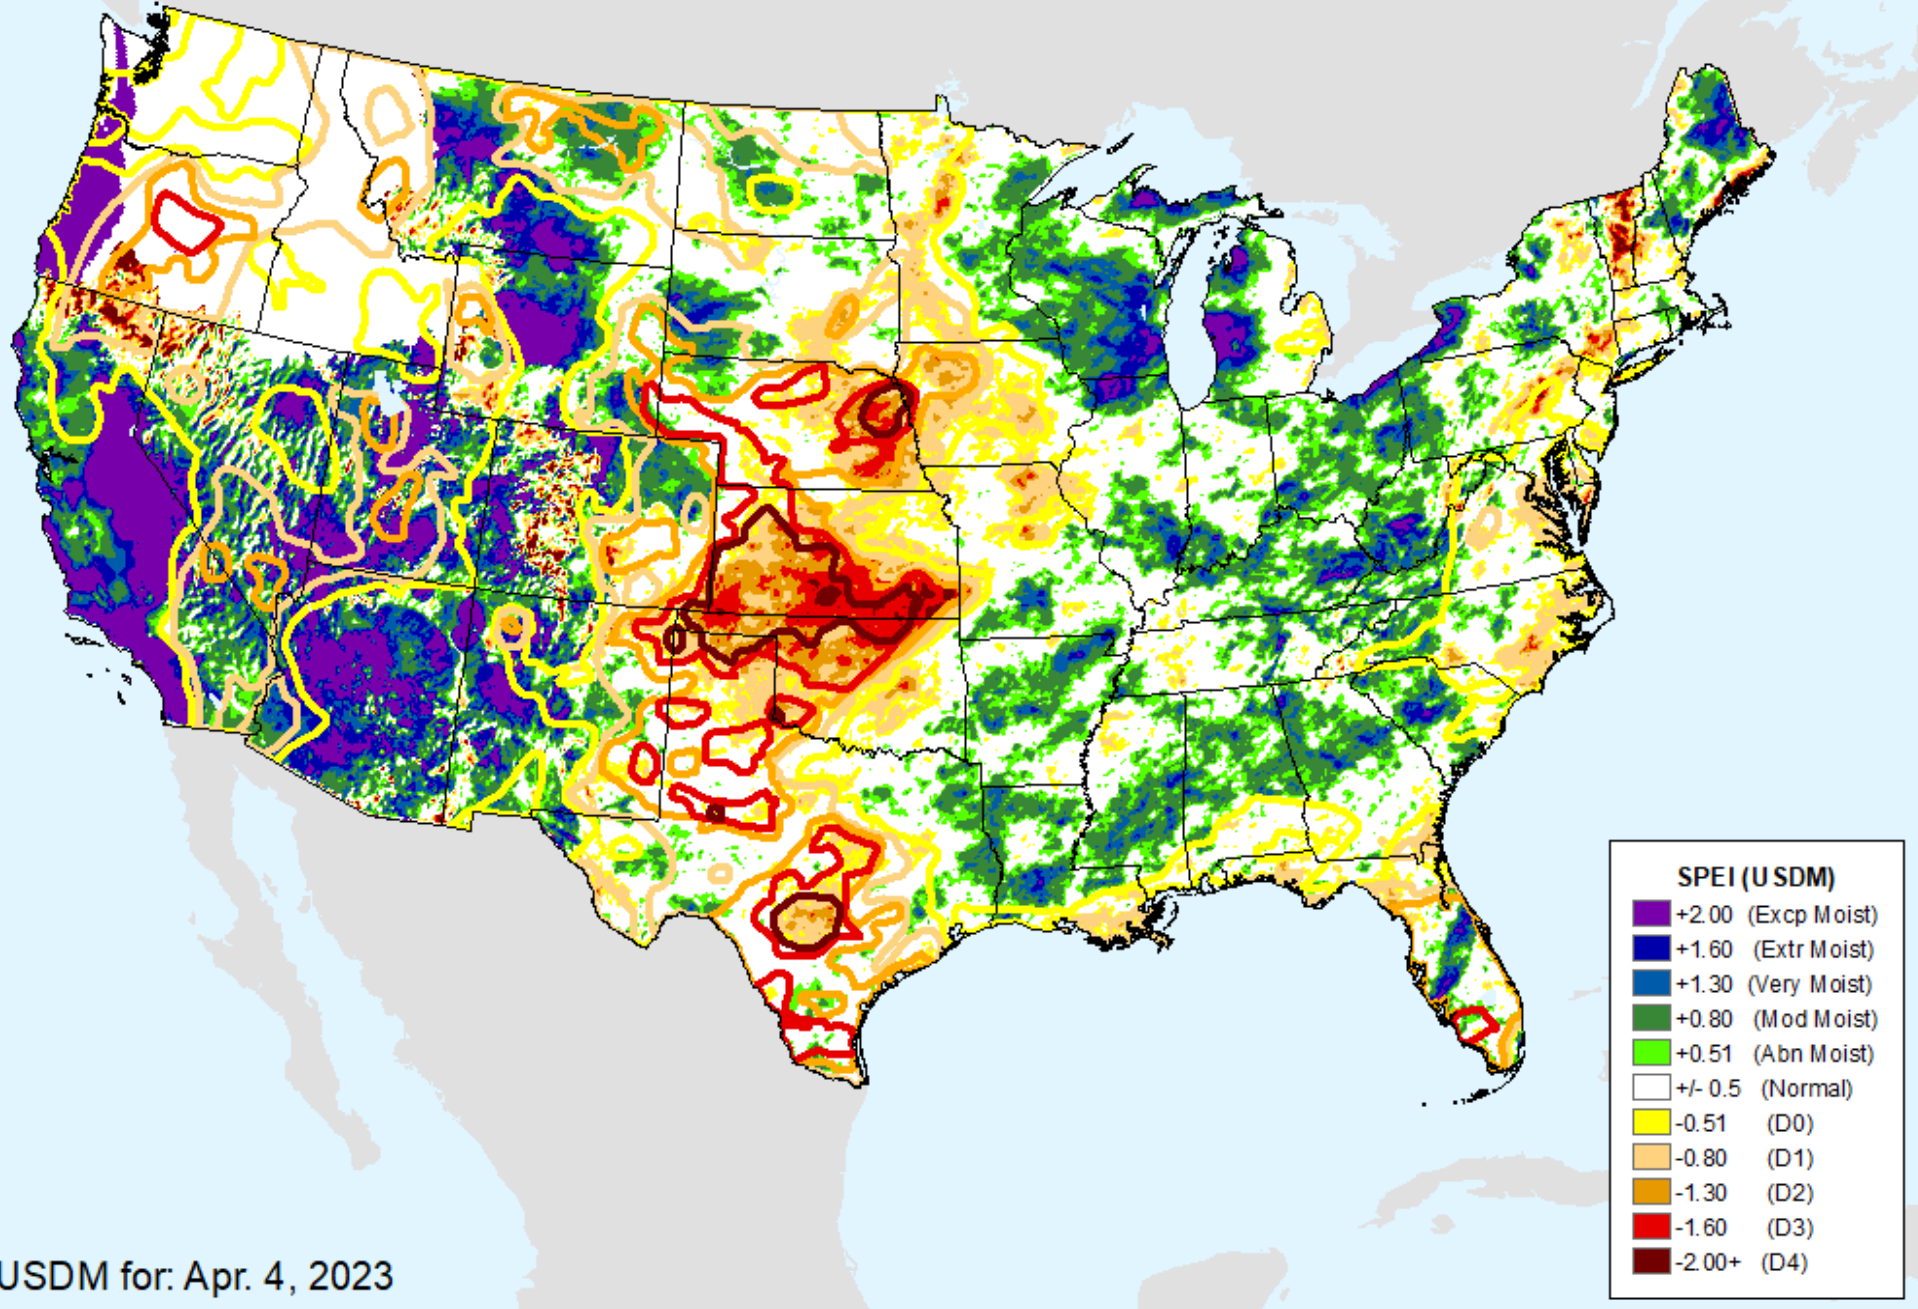 SPEI (USDM)
+2.00 (Excp Moist)
+1.60 (Extr Moist)
+1.30 (Very Moist)
+0.80 (Mod Moist)
+0.51 (Abn Moist)
+/- 0.5 (Normal)
-0.51 (D0)
-0.80 (D1)
-1.30 (D2)
-1.60 (D3)
-2.00+ (D4)
USDM for: Apr. 4, 2023